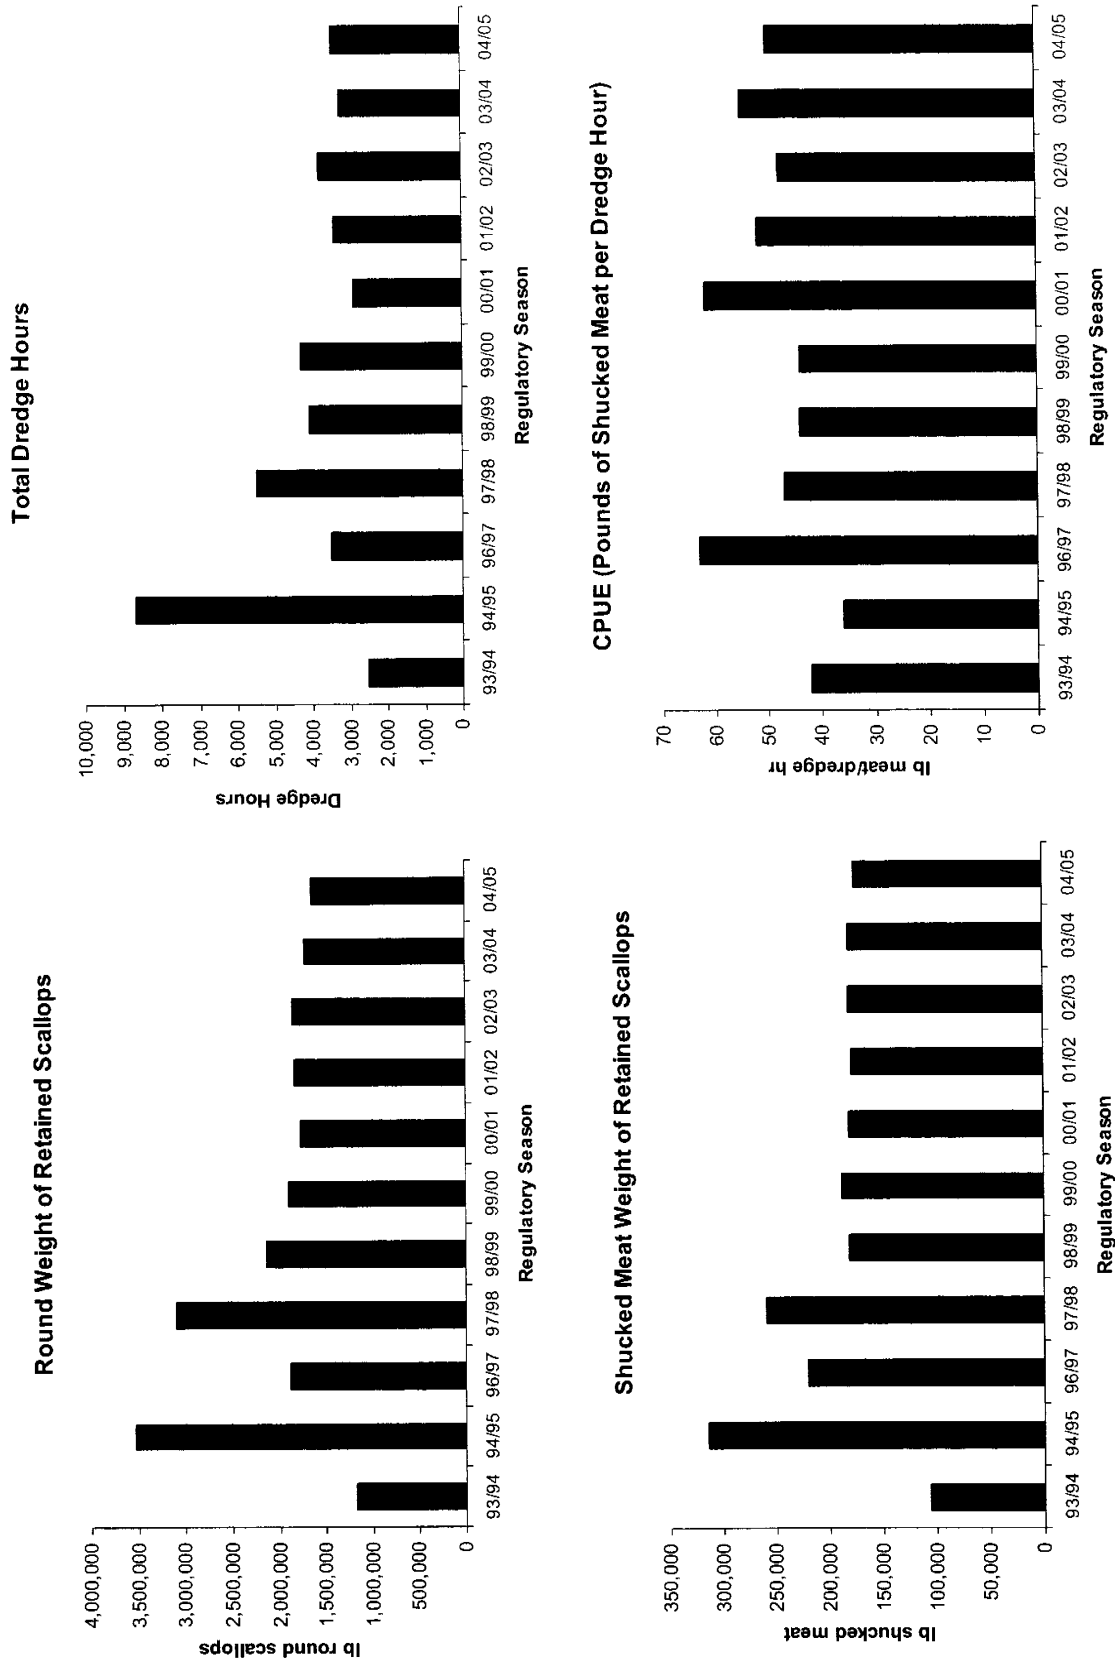 Round Weight of Retained Scallops
lb round scallops
4,000,000
3,500,000
3,000,000
2,500,000
2,000,000
1,500,000
1,000,000
500,000
0
93/94 94/95 96/97 97/98 98/99 99/00 00/01 01/02 02/03 03/04 04/05
Regulatory Season
Total Dredge Hours
Dredge Hours
10,000
9,000
8,000
7,000
6,000
5,000
4,000
3,000
2,000
1,000
0
93/94 94/95 96/97 97/98 98/99 99/00 00/01 01/02 02/03 03/04 04/05
Regulatory Season
Shucked Meat Weight of Retained Scallops
lb shucked meat
350,000
300,000
250,000
200,000
150,000
100,000
50,000
0
93/94 94/95 96/97 97/98 98/99 99/00 00/01 01/02 02/03 03/04 04/05
Regulatory Season
CPUE (Pounds of Shucked Meat per Dredge Hour)
lb meat/dredge hr
70
60
50
40
30
20
10
0
93/94 94/95 96/97 97/98 98/99 99/00 00/01 01/02 02/03 03/04 04/05
Regulatory Season